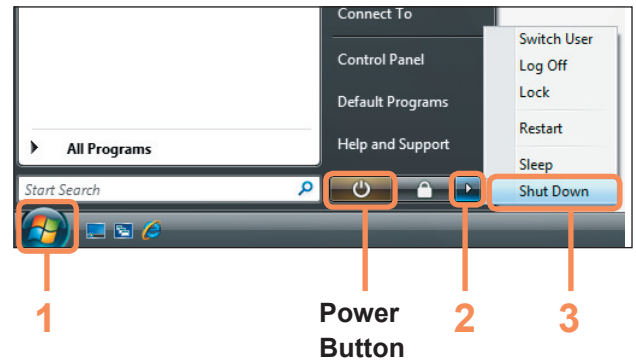 Connect To
Control Panel
Default Programs
Help and Support
All Programs
Start Search
Switch User
Log Off
Lock
Restart
Sleep
Shut Down
1
Power
Button
2
3